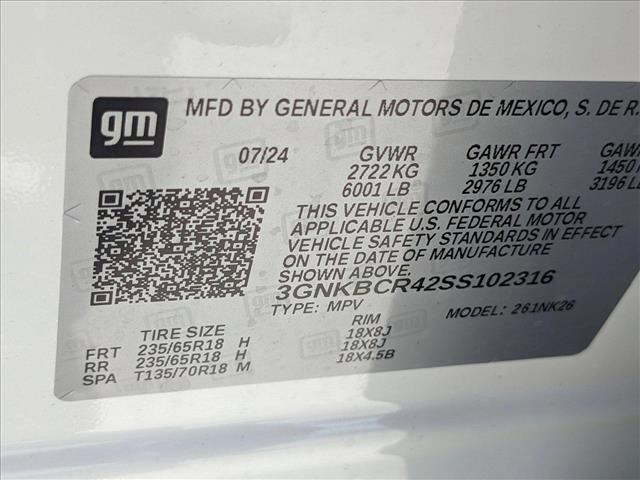 gm
MFD BY GENERAL MOTORS DE MEXICO, S. DE R.
07/24 GVWR GAWR FRT GAW
2722 KG 1350 KG 1450
6001 LB 2976 LB 3196 L
THIS VEHICLE CONFORMS TO ALL
APPLICABLE U.S. FEDERAL MOTOR
VEHICLE SAFETY STANDARDS IN EFFECT
ON THE DATE OF MANUFACTURE
3GNKBCR42SS102316
TYPE: MPV MODEL: 261NK26
TIRE SIZE RIM
FRT 235/65R18 H 18X8J
RR 235/65R18 H 18X8J
SPA T135/70R18 M 18X4.5B